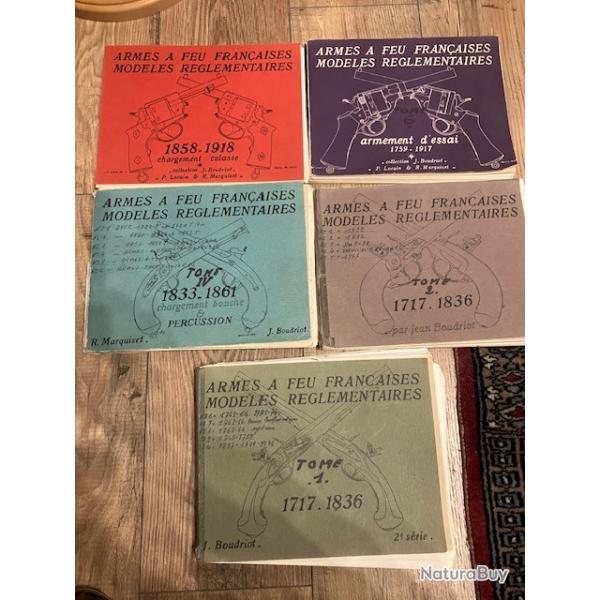 ARMES A FEU FRANÇAISES
MODELES REGLEMENTAIRES
1858-1918
chargement culasse
collection J. Boudriot
P. Lorain & R. Marquiset
ARMES A FEU FRANÇAISES
MODELES REGLEMENTAIRES
TOME
6
armement d'essai
1759-1917
collection J. Boudriot
P. Lorain & R. Marquiset
ARMES A FEU FRANÇAISES
MODELES REGLEMENTAIRES
TOME
IV
1833.1861
chargement bouche
&
PERCUSSION
R. Marquiset.
J. Boudriot
ARMES A FEU FRANÇAISES
MODELES REGLEMENTAIRES
TOME
2.
1717.1836
par jean Boudriot
ARMES A FEU FRANÇAISES
MODELES REGLEMENTAIRES
TOME
.1.
1717.1836
J. Boudriot.
2e série.
NaturaBuy